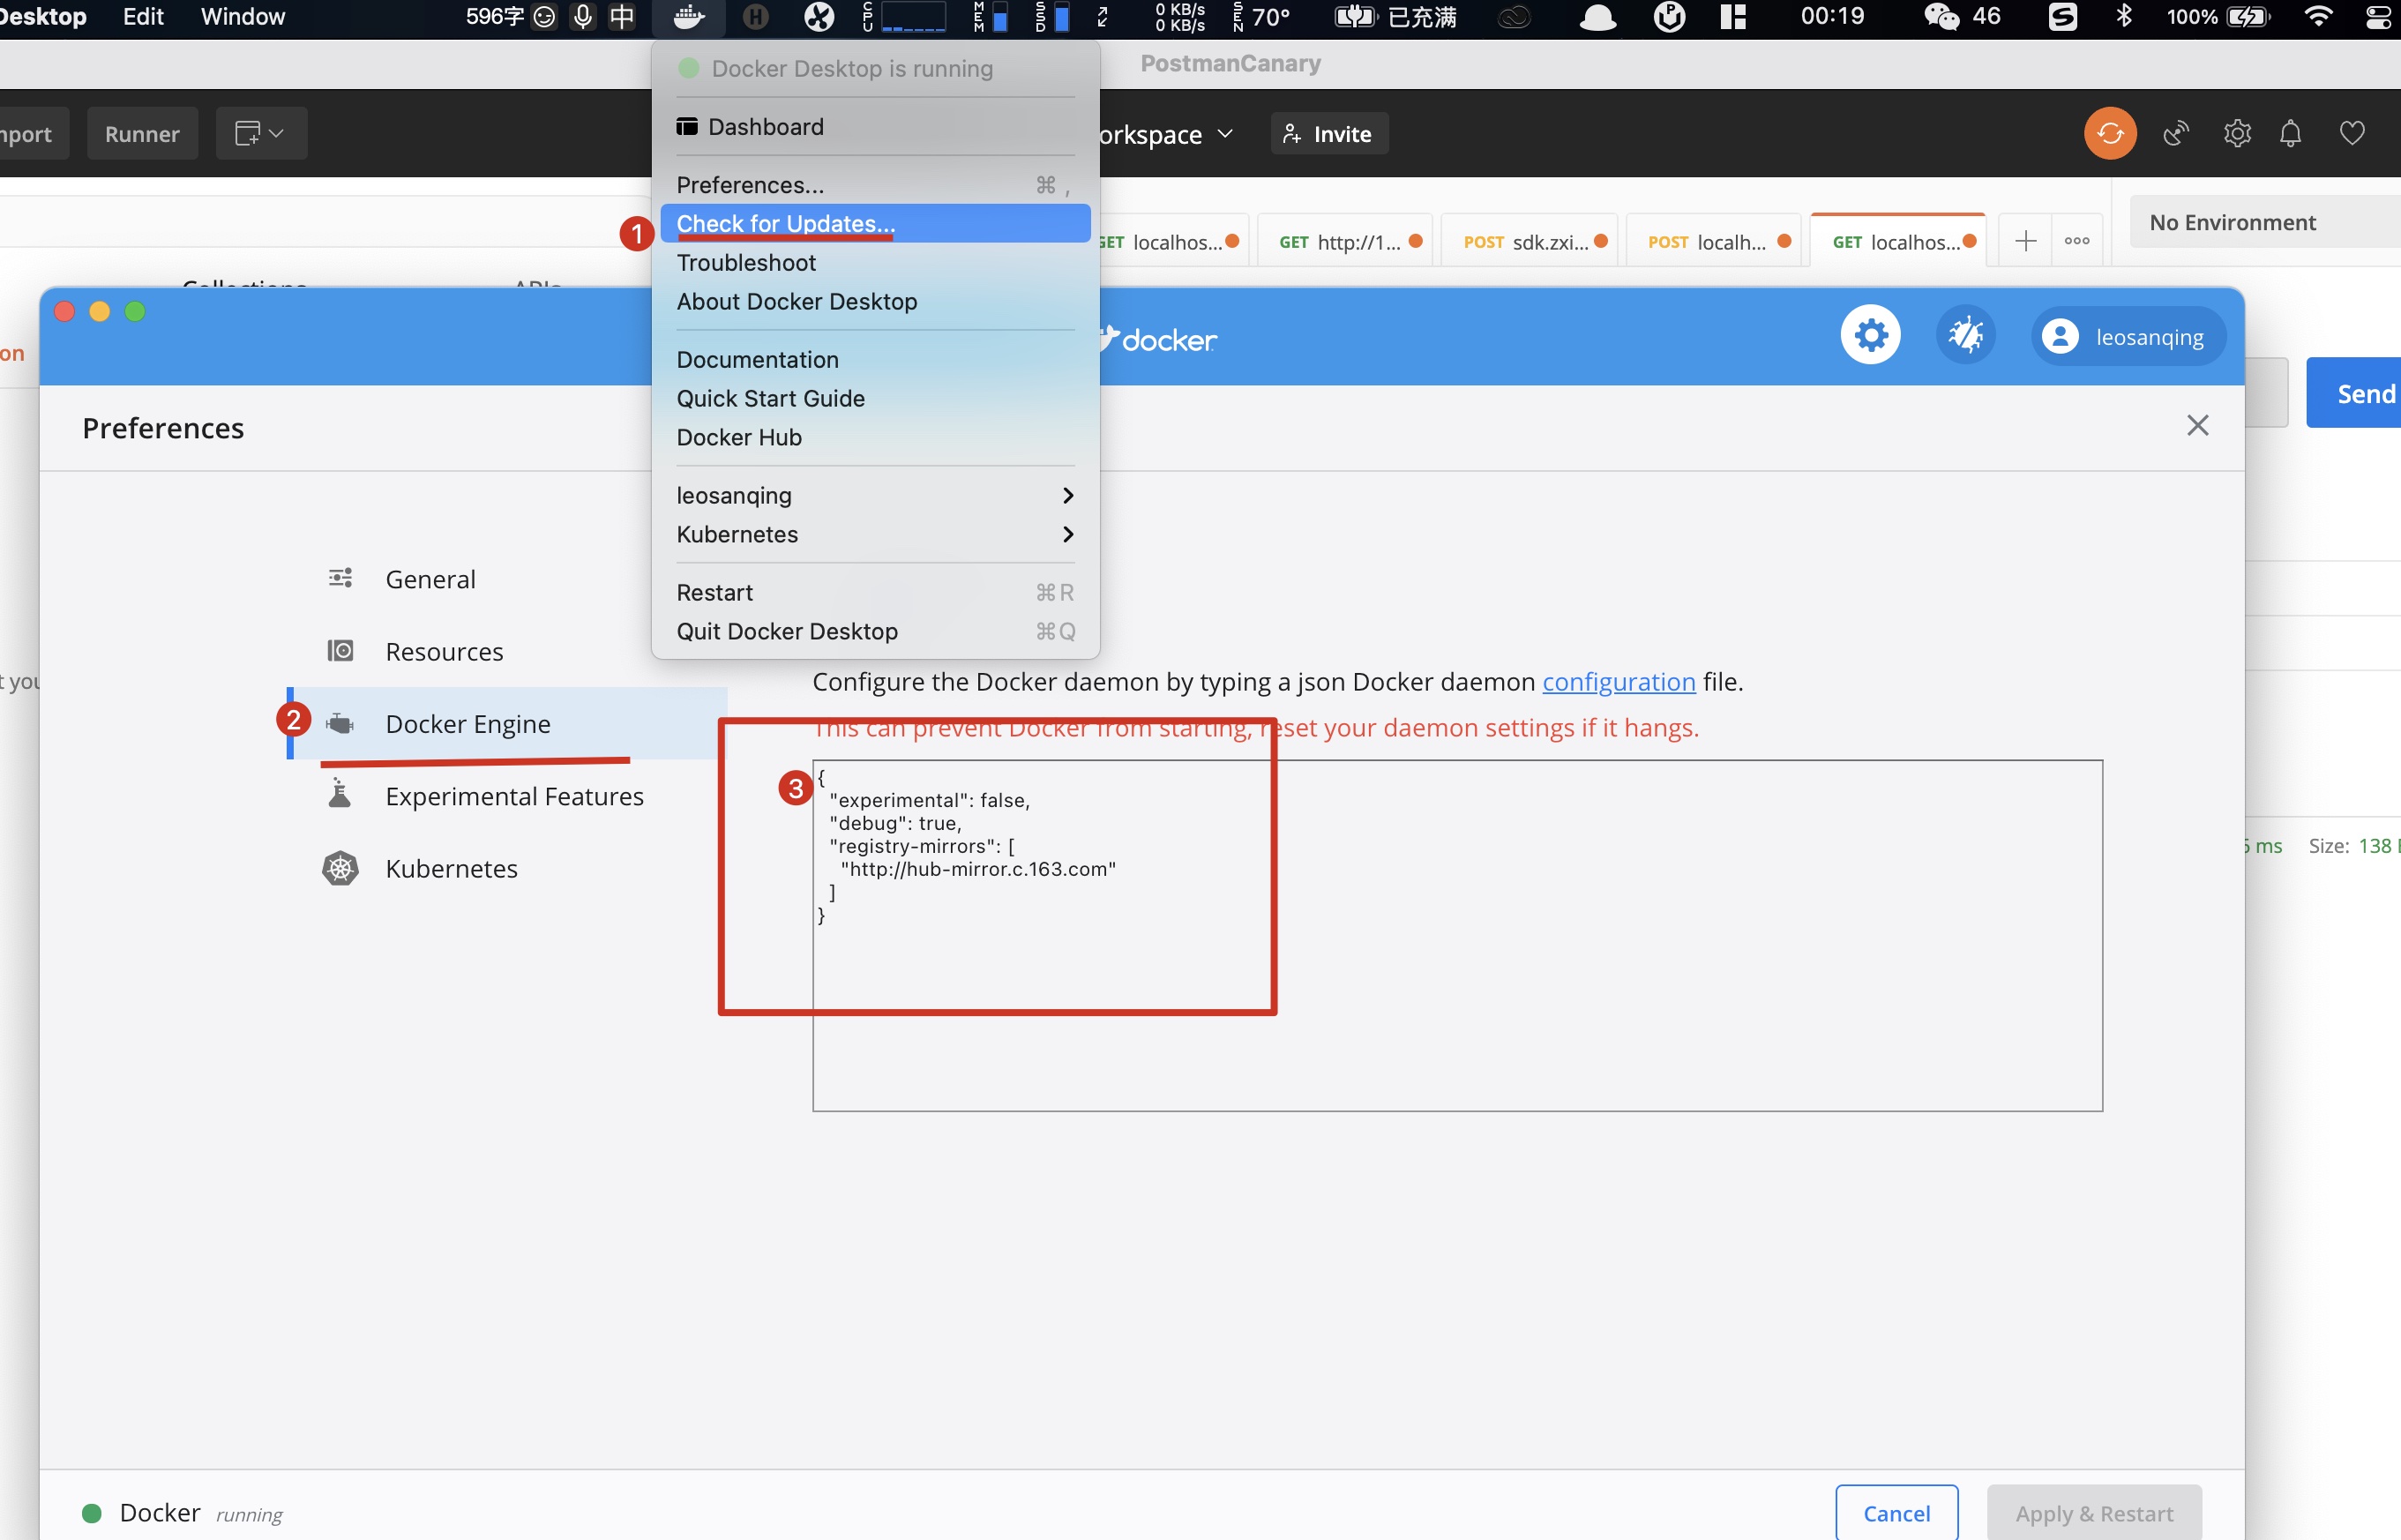 Desktop Edit Window 596字 中 CPU MEM SSD 0 KB/s 0 KB/s SEN 70° 已充满 00:19 46 100%
PostmanCanary
Runner
Invite
No Environment
GET localhos...
GET http://1...
POST sdk.zxi...
POST localh...
GET localhos...
Docker Desktop is running
Dashboard
Preferences... ⌘ ,
1
Check for Updates...
Troubleshoot
About Docker Desktop
Documentation
Quick Start Guide
Docker Hub
leosanqing
Kubernetes
Restart ⌘R
Quit Docker Desktop ⌘Q
docker
leosanqing
Send
Preferences
General
Resources
2
Docker Engine
Experimental Features
Kubernetes
Configure the Docker daemon by typing a json Docker daemon configuration file.
This can prevent Docker from starting, reset your daemon settings if it hangs.
3
{
"experimental": false,
"debug": true,
"registry-mirrors": [
"http://hub-mirror.c.163.com"
]
}
ms Size: 138
Docker running
Cancel
Apply & Restart